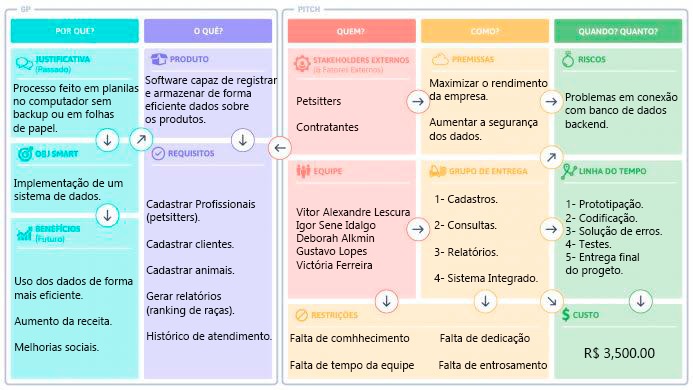 GP
PITCH
POR QUE?
O QUÊ?
QUEM?
COMO?
QUANDO? QUANTO?
JUSTIFICATIVA
(Passado)
Processo feito em planilas
no computador sem
backup ou em folhas
de papel.
OBJ SMART
Implementação de um
sistema de dados.
BENEFÍCIOS
(Futuro)
Uso dos dados de forma
mais eficiente.
Aumento da receita.
Melhorias sociais.
PRODUTO
Software capaz de registrar
e armazenar de forma
eficiente dados sobre
os produtos.
REQUISITOS
Cadastrar Profissionais
(petsitters).
Cadastrar clientes.
Cadastrar animais.
Gerar relatórios
(ranking de raças).
Histórico de atendimento.
STAKEHOLDERS EXTERNOS
(& Fatores Externos)
Petsitters
Contratantes
EQUIPE
Vitor Alexandre Lescura
Igor Sene Idalgo
Deborah Alkmin
Gustavo Lopes
Victória Ferreira
PREMISSAS
Maximizar o rendimento
da empresa.
Aumentar a segurança
dos dados.
GRUPO DE ENTREGA
1- Cadastros.
2- Consultas.
3- Relatórios.
4- Sistema Integrado.
RESTRIÇÕES
Falta de comhhecimento
Falta de dedicação
Falta de tempo da equipe
Falta de entrosamento
RISCOS
Problemas em conexão
com banco de dados
backend.
LINHA DO TEMPO
1- Prototipação.
2- Codificação.
3- Solução de erros.
4- Testes.
5- Entrega final
do progeto.
CUSTO
R$ 3,500.00